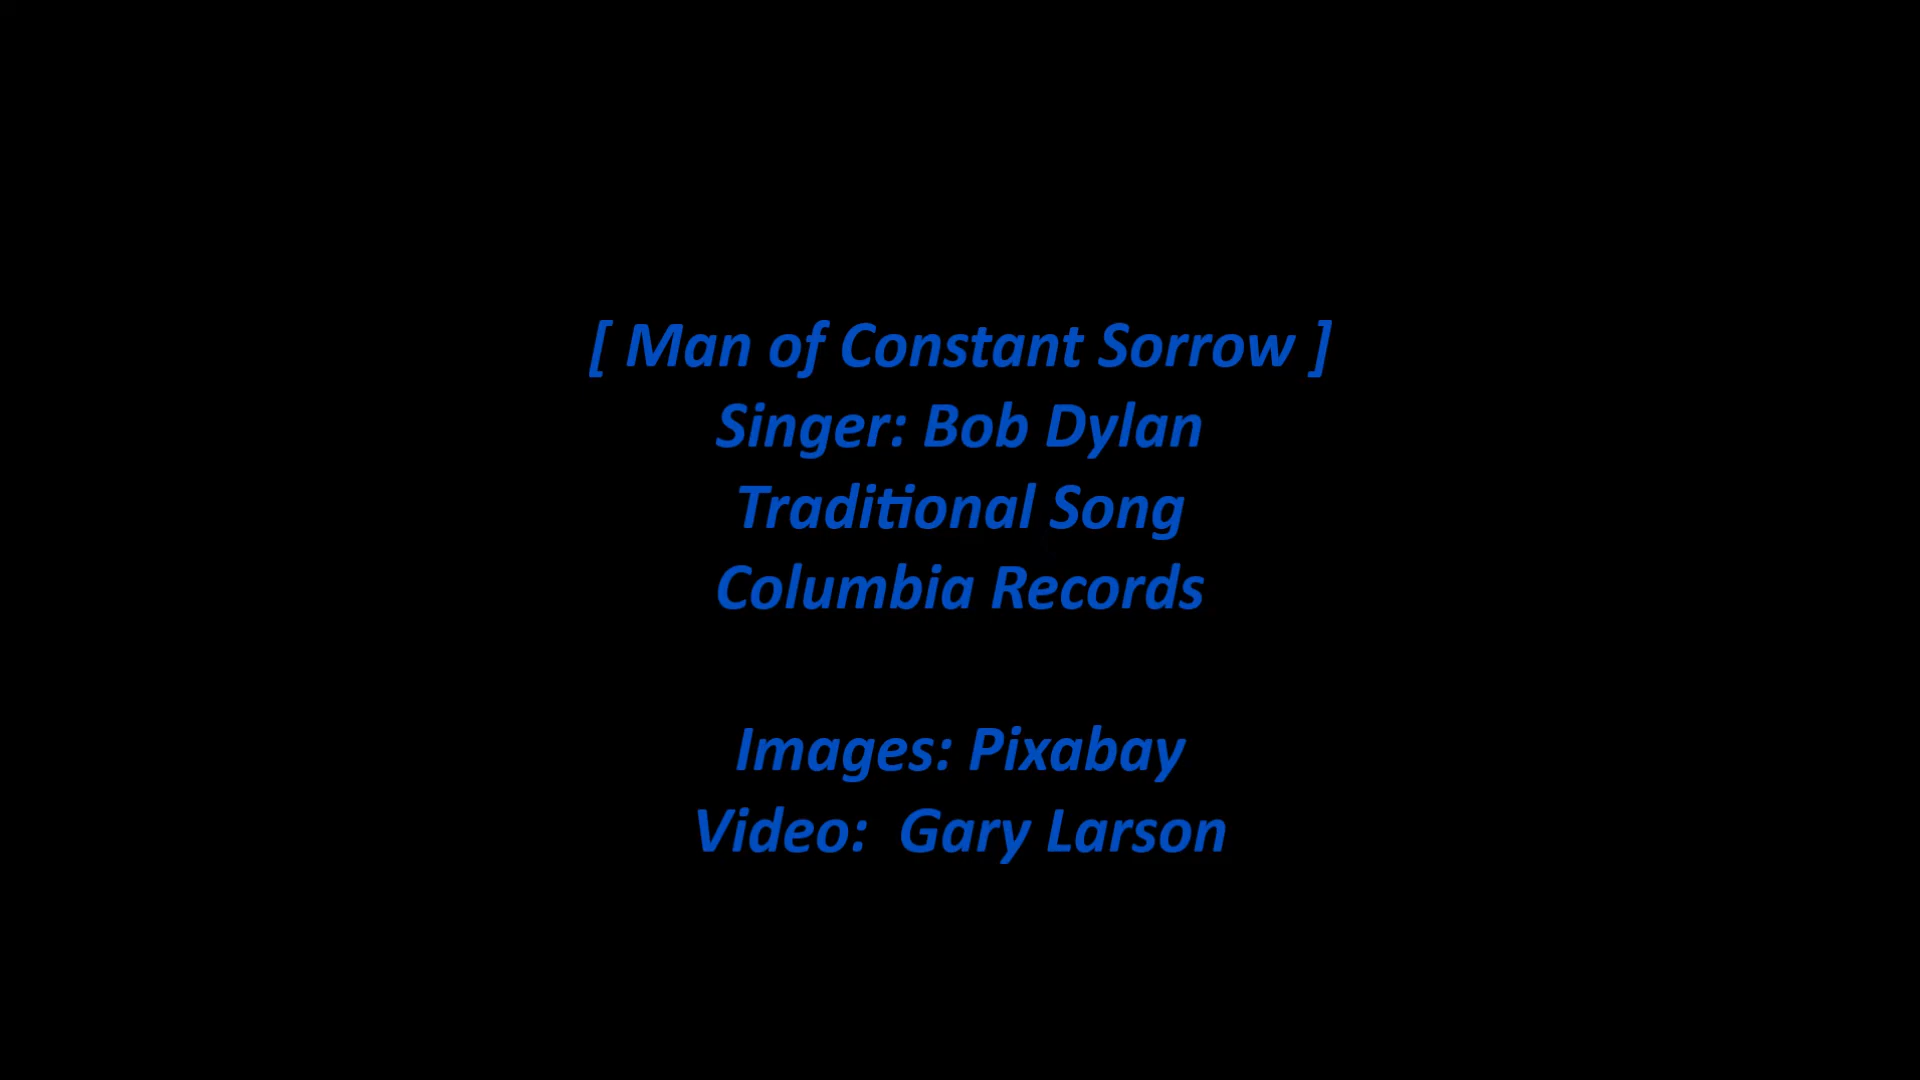 [ Man of Constant Sorrow ]
Singer: Bob Dylan
Traditional Song
Columbia Records
Images: Pixabay
Video:  Gary Larson